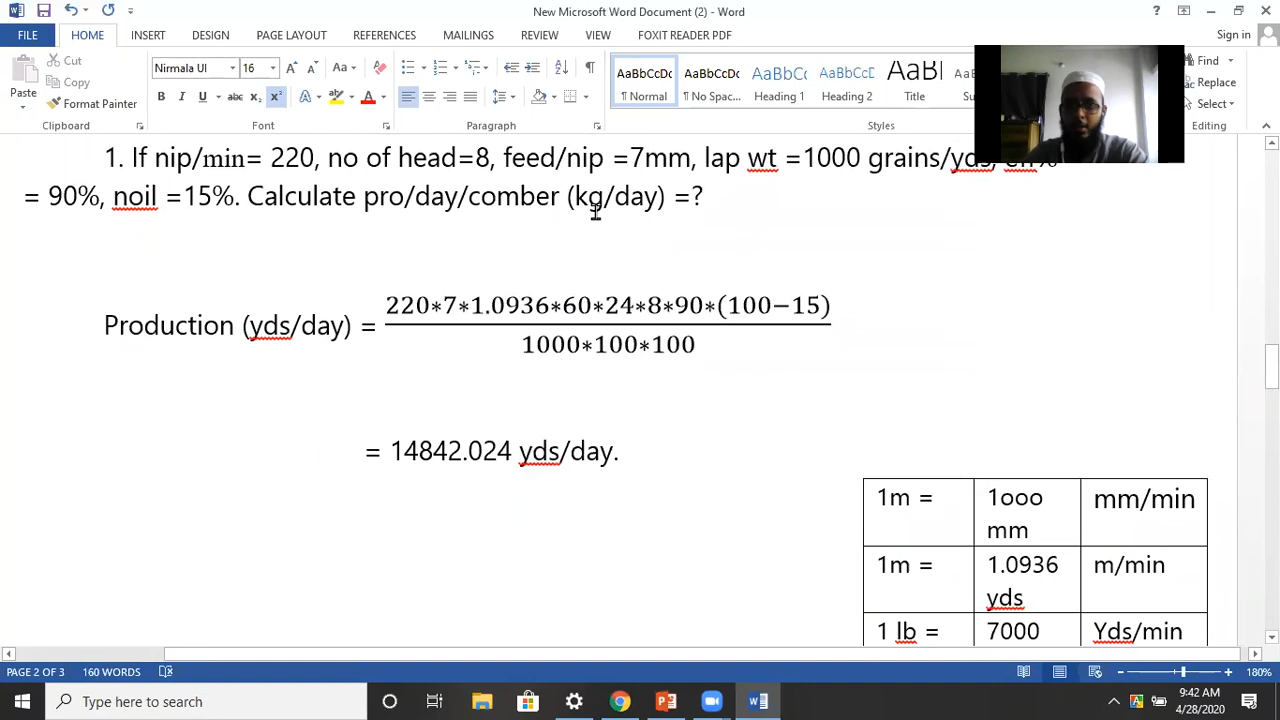 New Microsoft Word Document (2) - Word
?
FILE
HOME
INSERT
DESIGN
PAGE LAYOUT
REFERENCES
MAILINGS
REVIEW
VIEW
FOXIT READER PDF
Sign in
Paste
Cut
Copy
Format Painter
Clipboard
Nirmala UI
16
Aa
B I U abc x₂ x²
A
Font
Paragraph
AaBbCcDc
¶ Normal
AaBbCcDc
¶ No Spac...
AaBbCc
Heading 1
AaBbCcC
Heading 2
AaBl
Title
Styles
Find
Replace
Select
Editing
1. If nip/min= 220, no of head=8, feed/nip =7mm, lap wt =1000 grains/yds,
= 90%, noil =15%. Calculate pro/day/comber (kg/day) =?
220*7*1.0936*60*24*8*90*(100−15)
Production (yds/day) =
1000*100*100
= 14842.024 yds/day.
1m = 1ooo mm mm/min
1m = 1.0936 yds m/min
1 lb = 7000 Yds/min
PAGE 2 OF 3
160 WORDS
180%
Type here to search
9:42 AM
4/28/2020